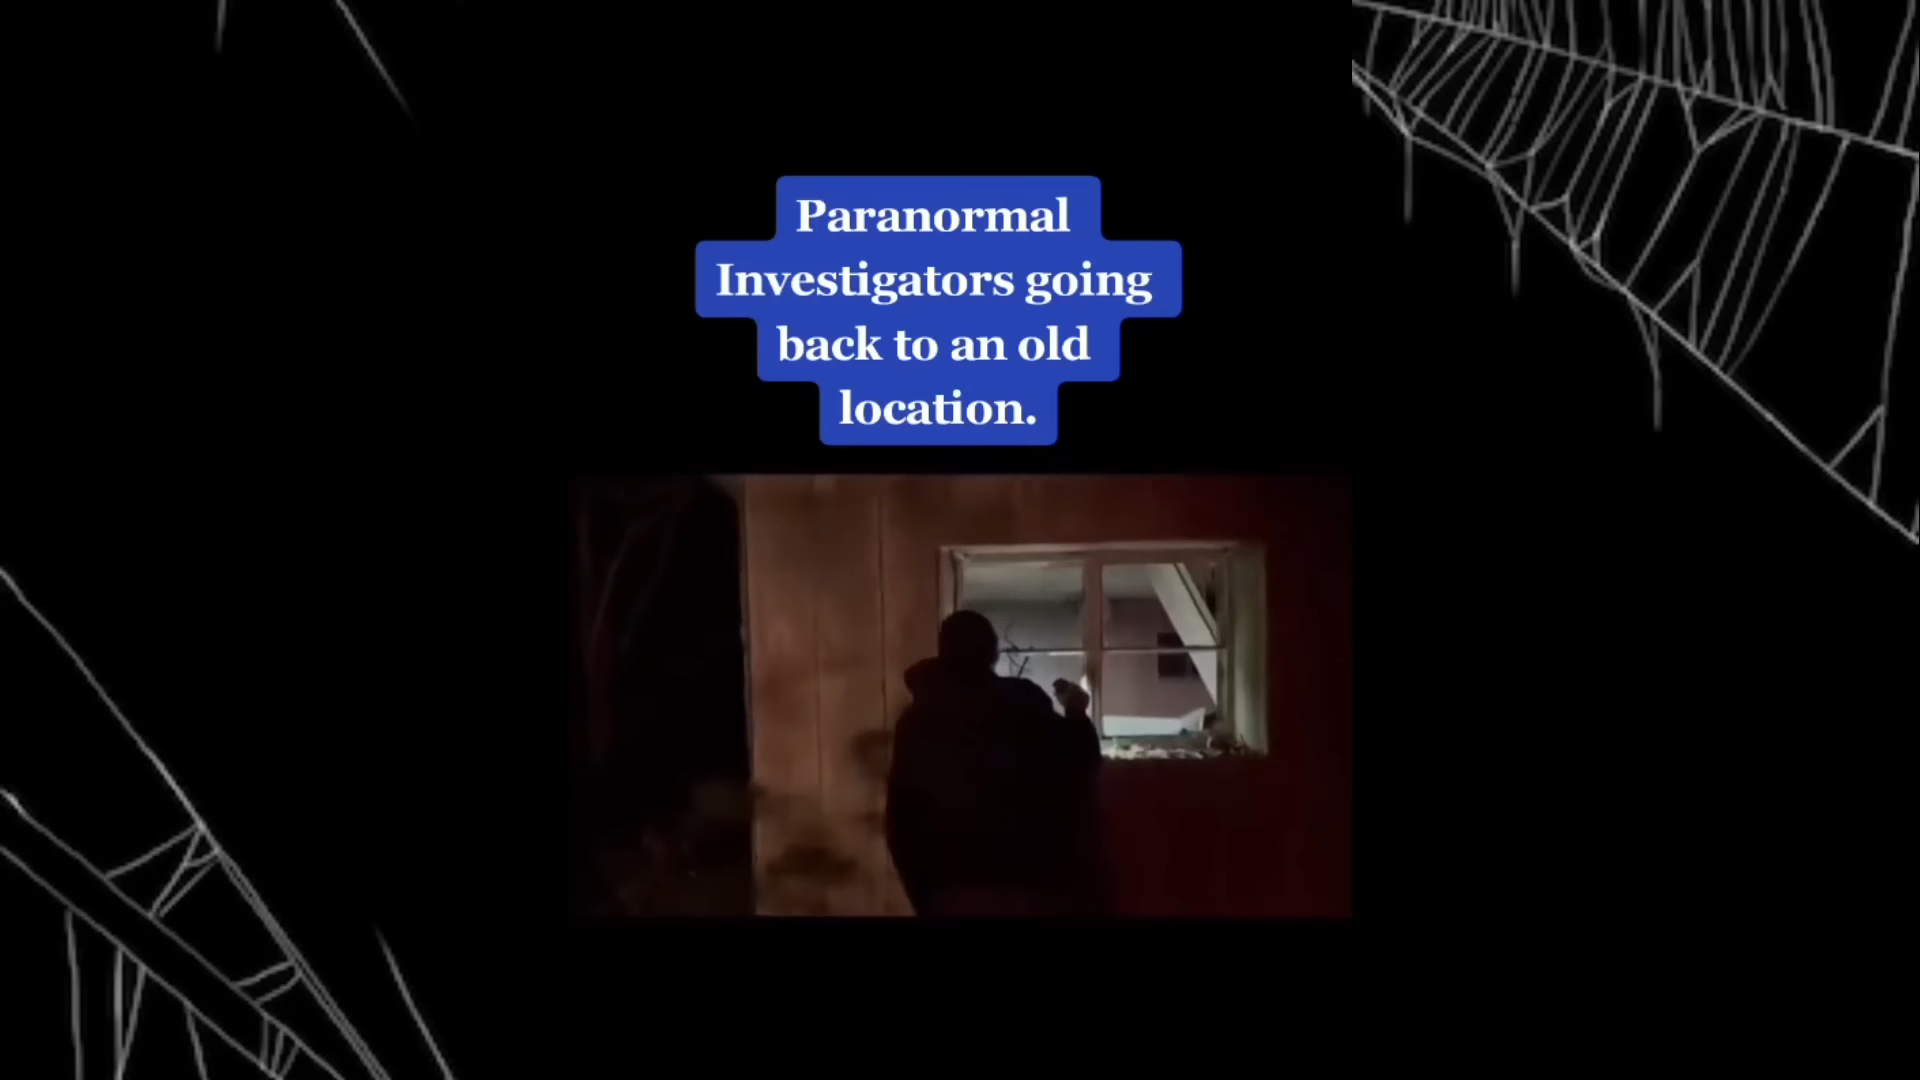 Paranormal
Investigators going
back to an old
location.